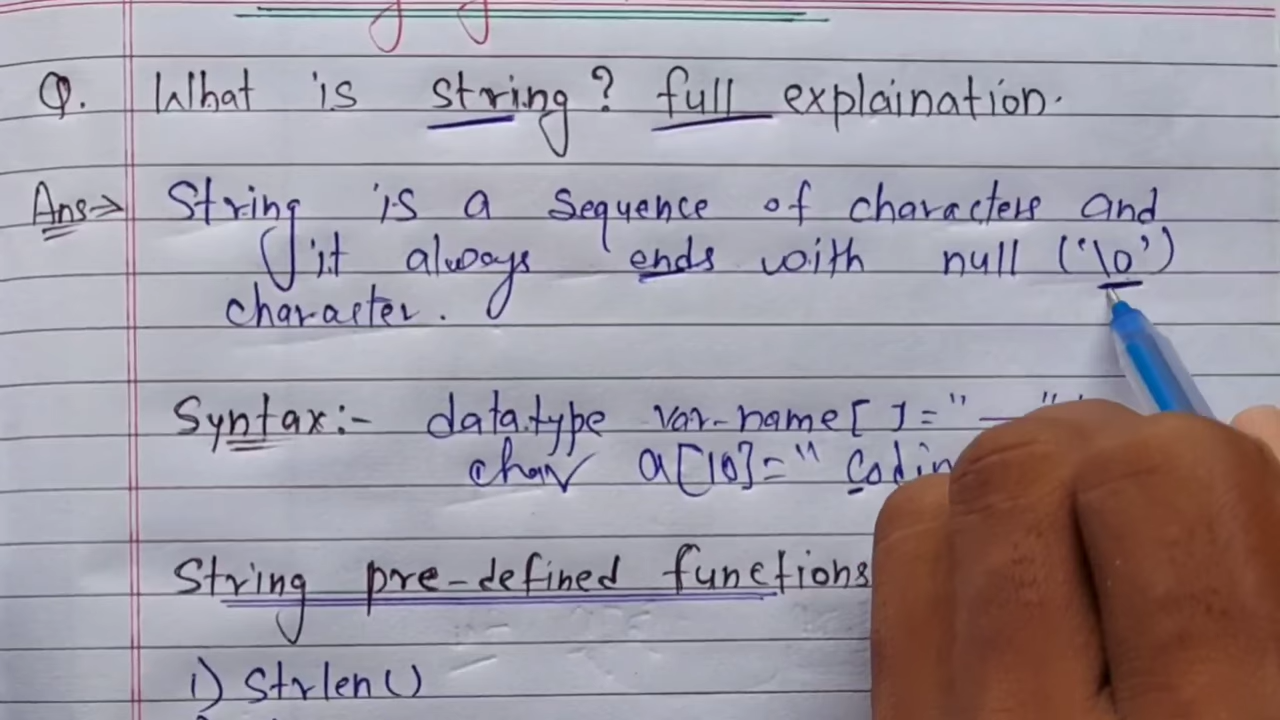 Q. What is string? full explaination.
Ans→ String is a sequence of characters and
it always ends with null ('\0')
character.
Syntax:- datatype var-name[ ]="—"
char a[10]="
String pre-defined functions
i) Strlen()